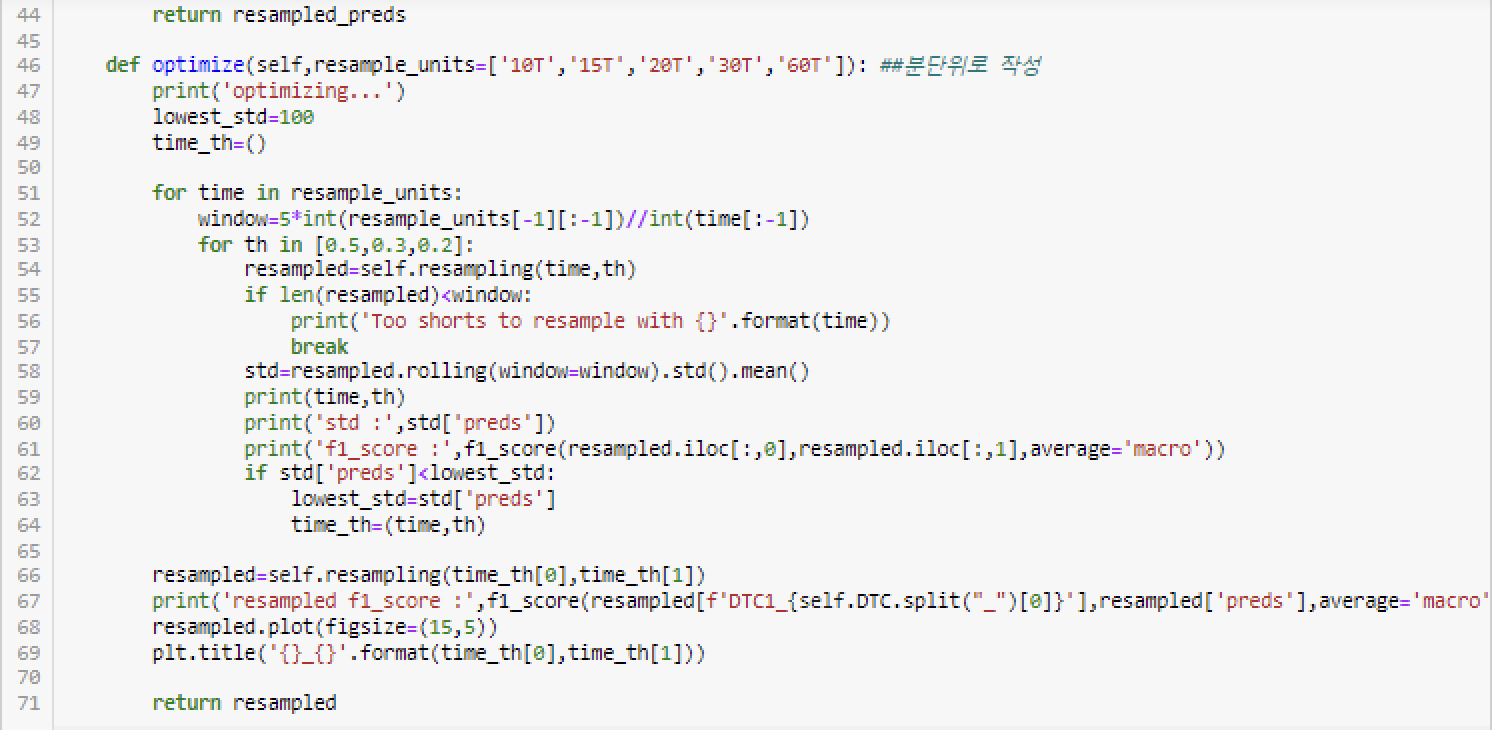 44 return resampled_preds
45
46 def optimize(self,resample_units=['10T','15T','20T','30T','60T']): ##분단위로 작성
47 print('optimizing...')
48 lowest_std=100
49 time_th=()
50
51 for time in resample_units:
52 window=5*int(resample_units[-1][:-1])//int(time[:-1])
53 for th in [0.5,0.3,0.2]:
54 resampled=self.resampling(time,th)
55 if len(resampled)<window:
56 print('Too shorts to resample with {}'.format(time))
57 break
58 std=resampled.rolling(window=window).std().mean()
59 print(time,th)
60 print('std :',std['preds'])
61 print('f1_score :',f1_score(resampled.iloc[:,0],resampled.iloc[:,1],average='macro'))
62 if std['preds']<lowest_std:
63 lowest_std=std['preds']
64 time_th=(time,th)
65
66 resampled=self.resampling(time_th[0],time_th[1])
67 print('resampled f1_score :',f1_score(resampled[f'DTC1_{self.DTC.split("_")[0]}'],resampled['preds'],average='macro'
68 resampled.plot(figsize=(15,5))
69 plt.title('{}_{}'.format(time_th[0],time_th[1]))
70
71 return resampled